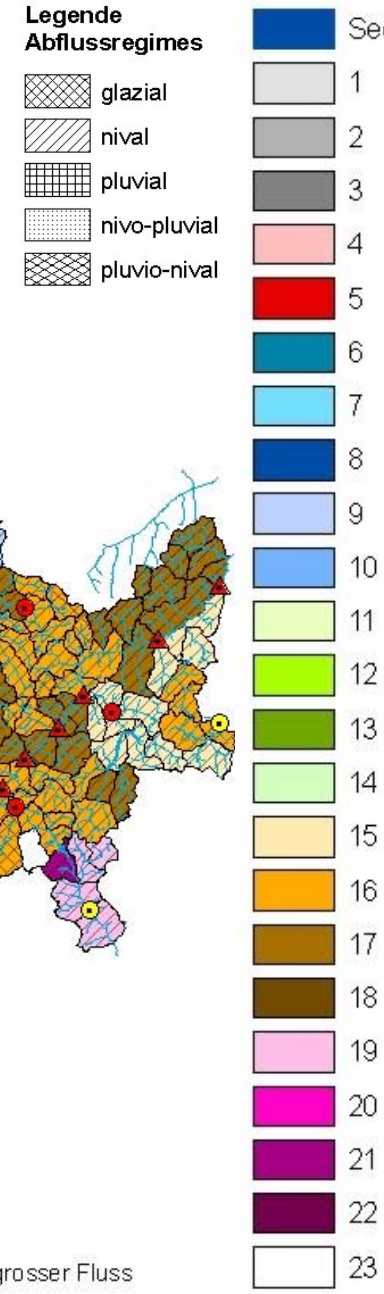 Legende
Abflussregimes
glazial
nival
pluvial
nivo-pluvial
pluvio-nival
1
2
3
4
5
6
7
8
9
10
11
12
13
14
15
16
17
18
19
20
21
22
23
grosser Fluss